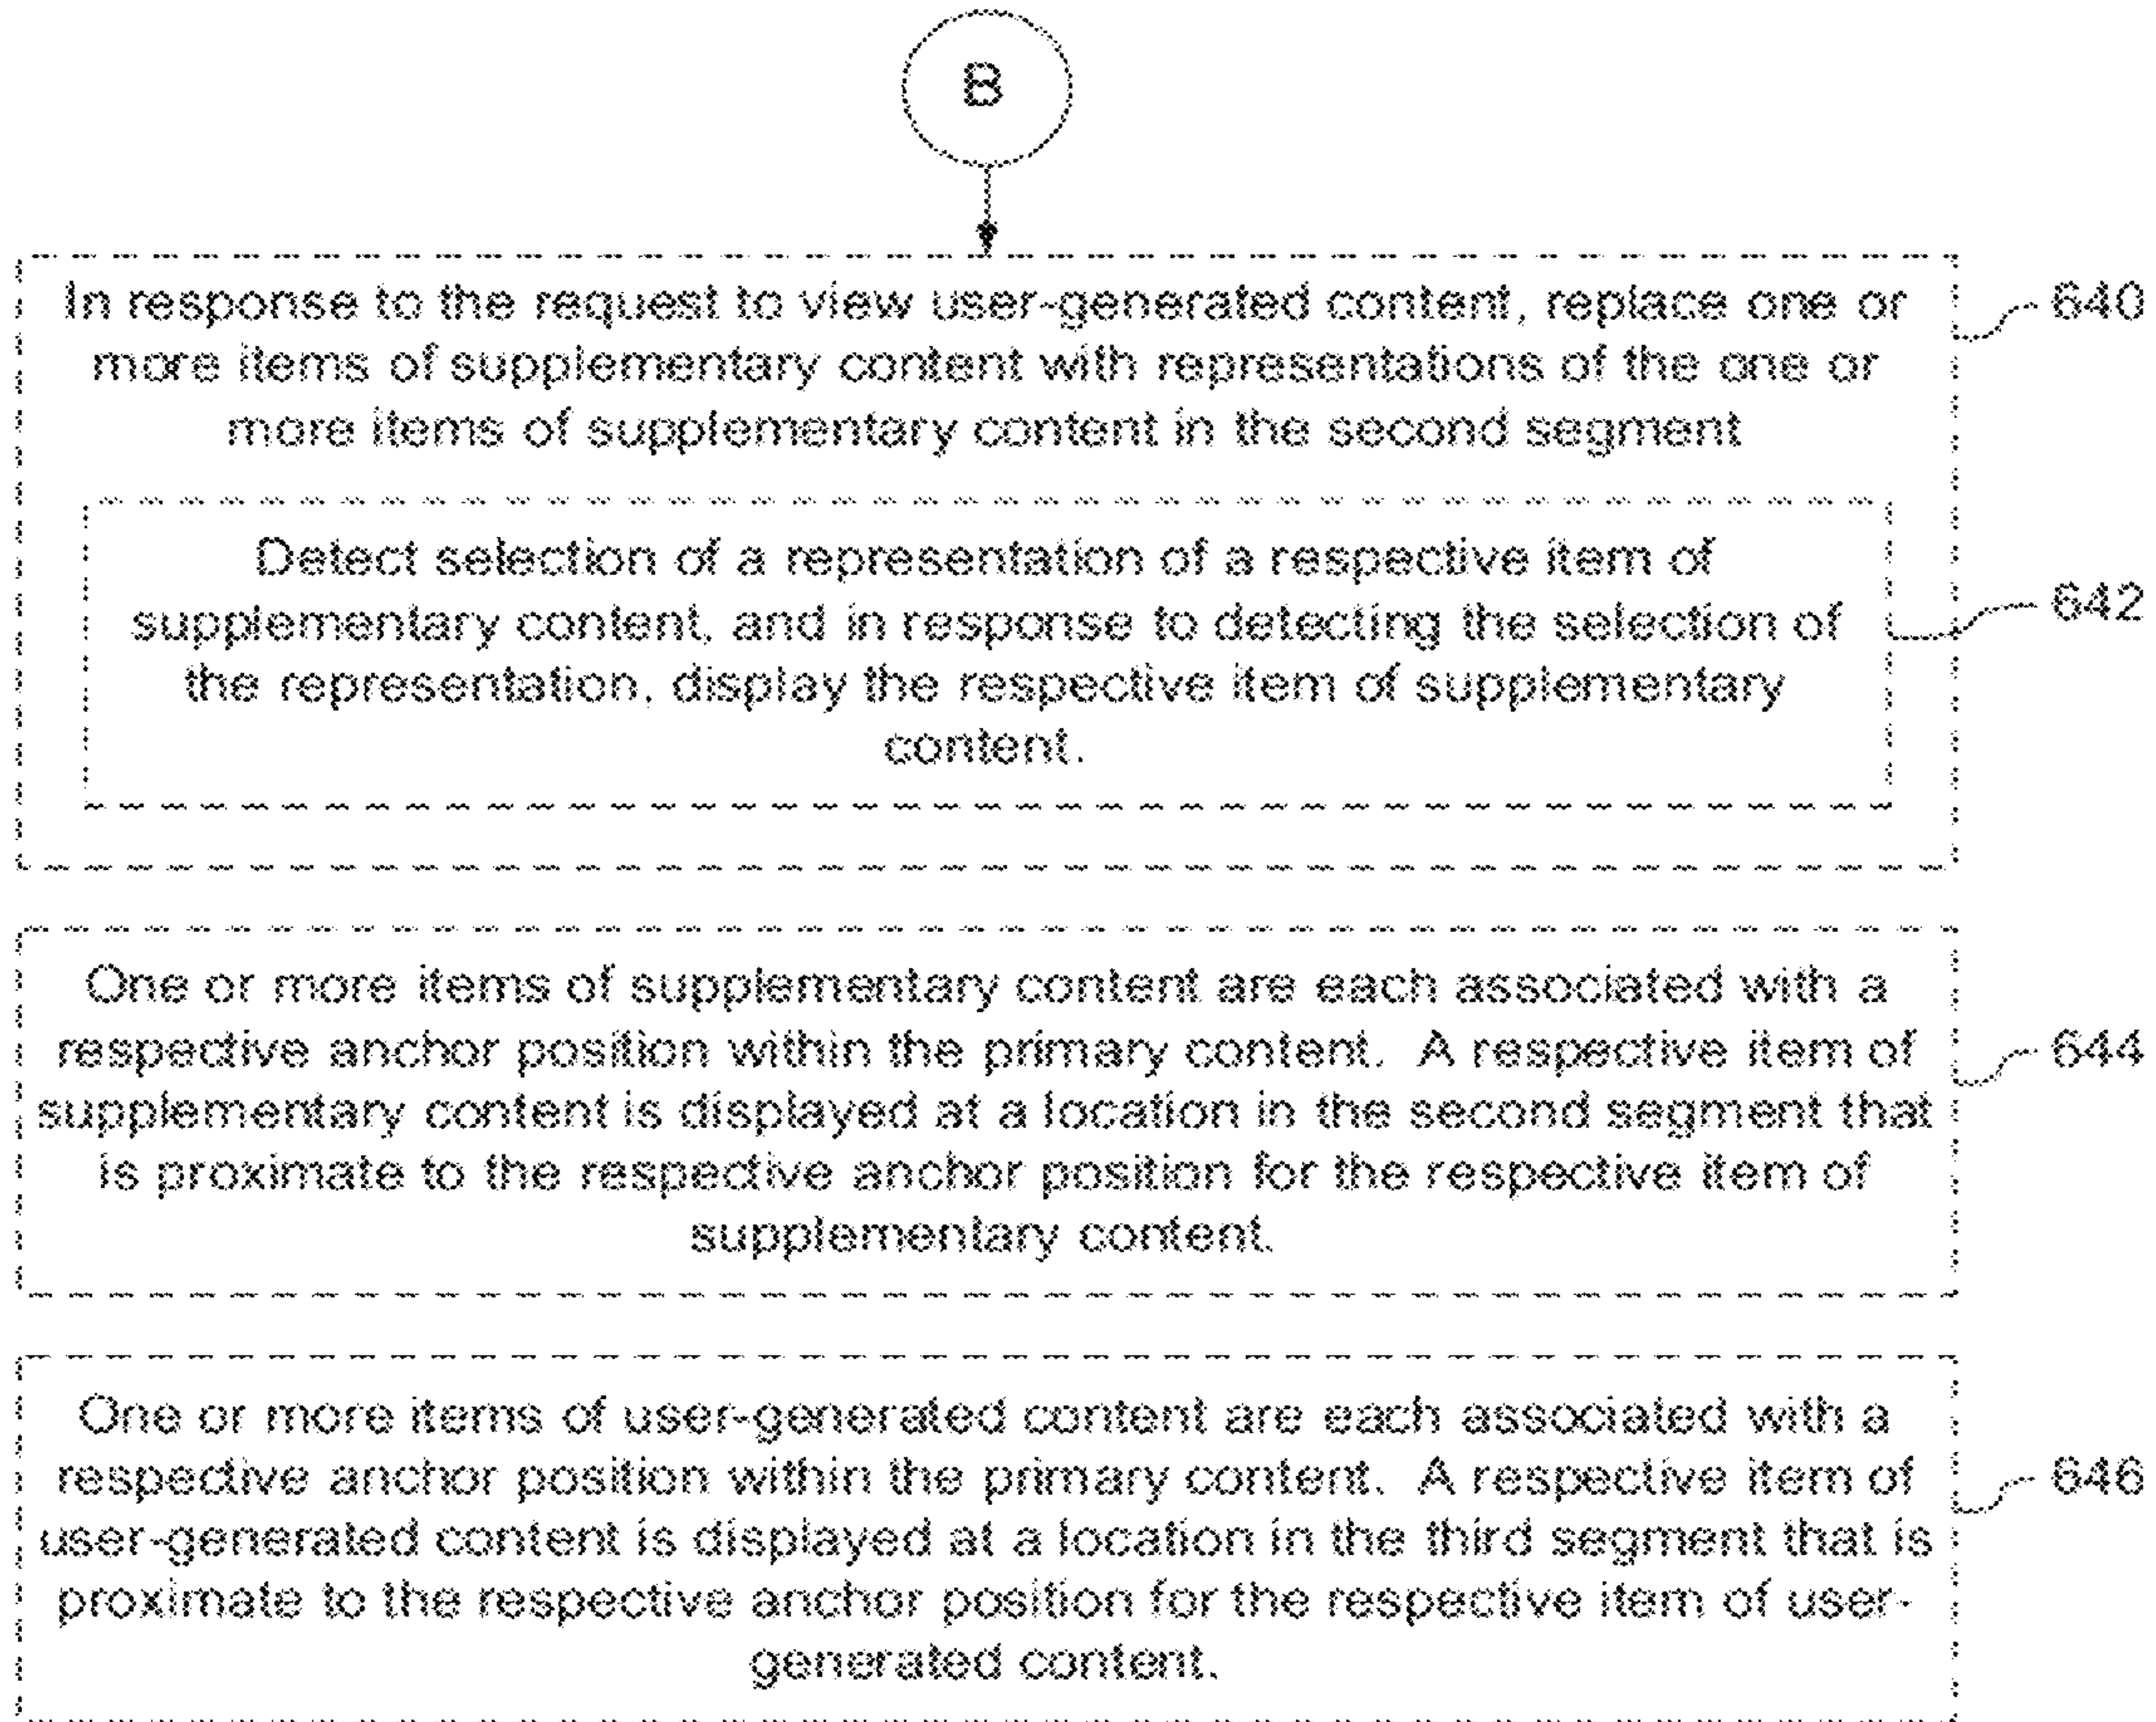 B
In response to the request to view user-generated content, replace one or
more items of supplementary content with representations of the one or
more items of supplementary content in the second segment
640
Detect selection of a representation of a respective item of
supplementary content, and in response to detecting the selection of
the representation, display the respective item of supplementary
content.
642
One or more items of supplementary content are each associated with a
respective anchor position within the primary content. A respective item of
supplementary content is displayed at a location in the second segment that
is proximate to the respective anchor position for the respective item of
supplementary content.
644
One or more items of user-generated content are each associated with a
respective anchor position within the primary content. A respective item of
user-generated content is displayed at a location in the third segment that is
proximate to the respective anchor position for the respective item of user-
generated content.
646